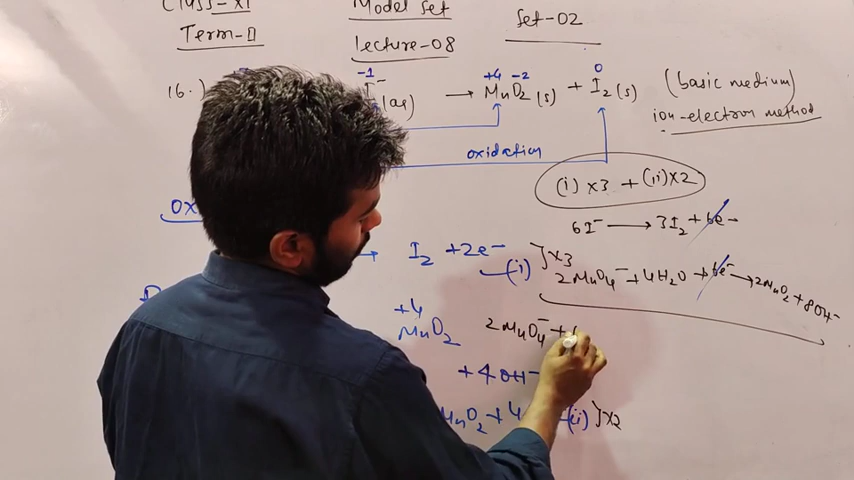 Class-XI Model Set Set-02
Term-II Lecture-08
16.) -1 +4 -2 0
I⁻(aq) → MnO₂(s) + I₂(s) (basic medium)
ion-electron method
oxidation
(i) x3 + (ii) x2
6I⁻ → 3I₂ + 6e⁻
I₂ + 2e⁻ (i) } x3
2MnO₄⁻ + 4H₂O + 6e⁻ → 2MnO₂ + 8OH⁻
+4
MnO₂ 2MnO₄⁻ +
+ 4OH⁻
MnO₂ + 4 (ii) } x2